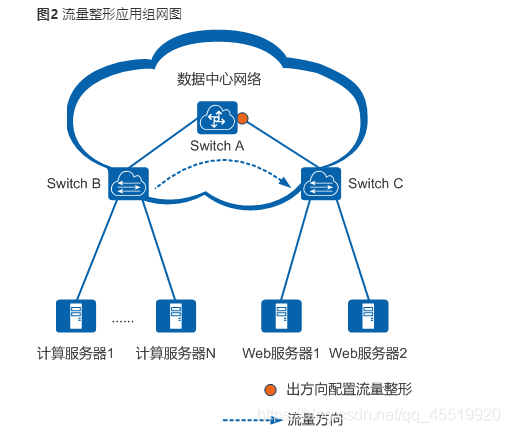 图2 流量整形应用组网图
数据中心网络
Switch A
Switch B
Switch C
计算服务器1
......
计算服务器N
Web服务器1
Web服务器2
出方向配置流量整形
流量方向
https://blog.csdn.net/qq_45519920